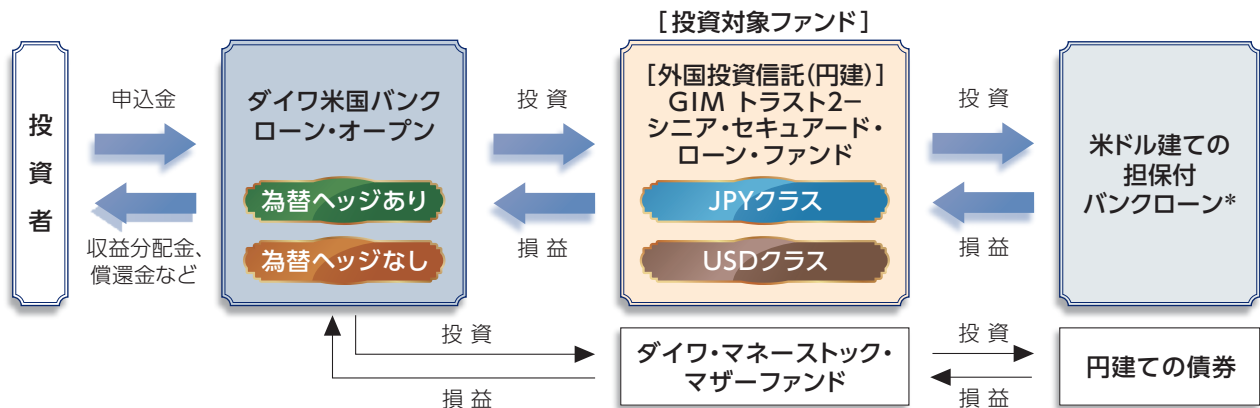 [投資対象ファンド]
投資者
申込金
収益分配金、
償還金など
ダイワ米国バンク
ローン・オープン
為替ヘッジあり
為替ヘッジなし
投 資
損 益
[外国投資信託(円建)]
GIM トラスト2−
シニア・セキュアード・
ローン・ファンド
JPYクラス
USDクラス
投 資
損 益
米ドル建ての
担保付
バンクローン*
投 資
損 益
ダイワ・マネーストック・
マザーファンド
投 資
損 益
円建ての債券